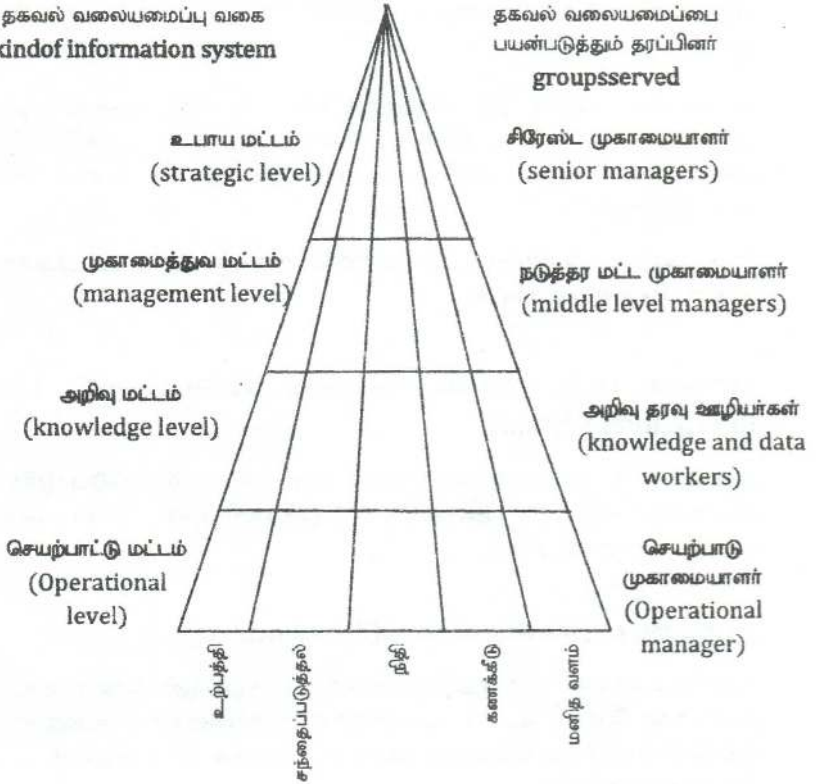 தகவல் வலையமைப்பு வகை
kindof information system
தகவல் வலையமைப்பை
பயன்படுத்தும் தரப்பினர்
groupsserved
உபாய மட்டம்
(strategic level)
சிரேஸ்ட முகாமையாளர்
(senior managers)
முகாமைத்துவ மட்டம்
(management level)
நடுத்தர மட்ட முகாமையாளர்
(middle level managers)
அறிவு மட்டம்
(knowledge level)
அறிவு தரவு ஊழியர்கள்
(knowledge and data
workers)
செயற்பாட்டு மட்டம்
(Operational
level)
செயற்பாடு
முகாமையாளர்
(Operational
manager)
உற்பத்தி
சந்தைப்படுத்தல்
நிதி
கணக்கீடு
மனித வளம்